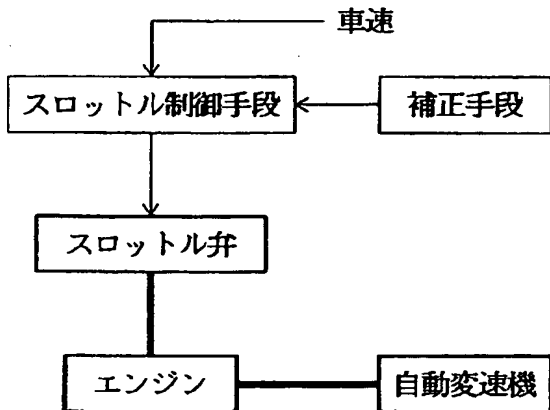 車速
スロットル制御手段
補正手段
スロットル弁
エンジン
自動変速機